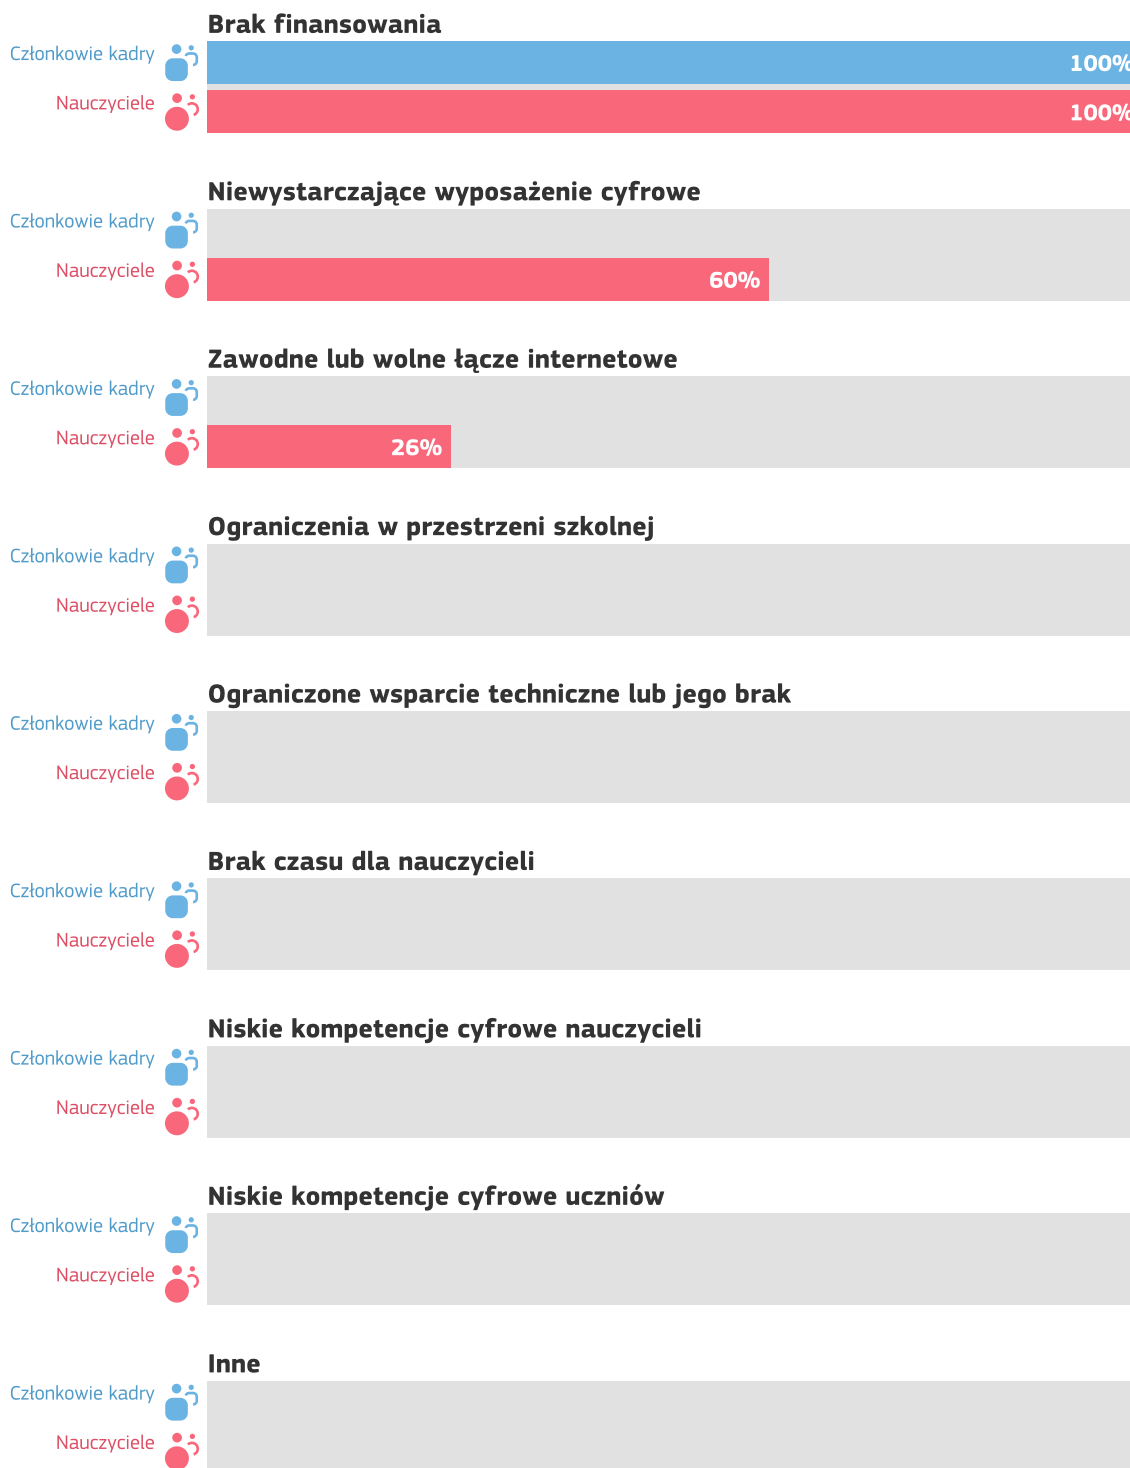 Brak finansowania
Członkowie kadry
100%
Nauczyciele
100%
Niewystarczające wyposażenie cyfrowe
Członkowie kadry
Nauczyciele
60%
Zawodne lub wolne łącze internetowe
Członkowie kadry
Nauczyciele
26%
Ograniczenia w przestrzeni szkolnej
Członkowie kadry
Nauczyciele
Ograniczone wsparcie techniczne lub jego brak
Członkowie kadry
Nauczyciele
Brak czasu dla nauczycieli
Członkowie kadry
Nauczyciele
Niskie kompetencje cyfrowe nauczycieli
Członkowie kadry
Nauczyciele
Niskie kompetencje cyfrowe uczniów
Członkowie kadry
Nauczyciele
Inne
Członkowie kadry
Nauczyciele